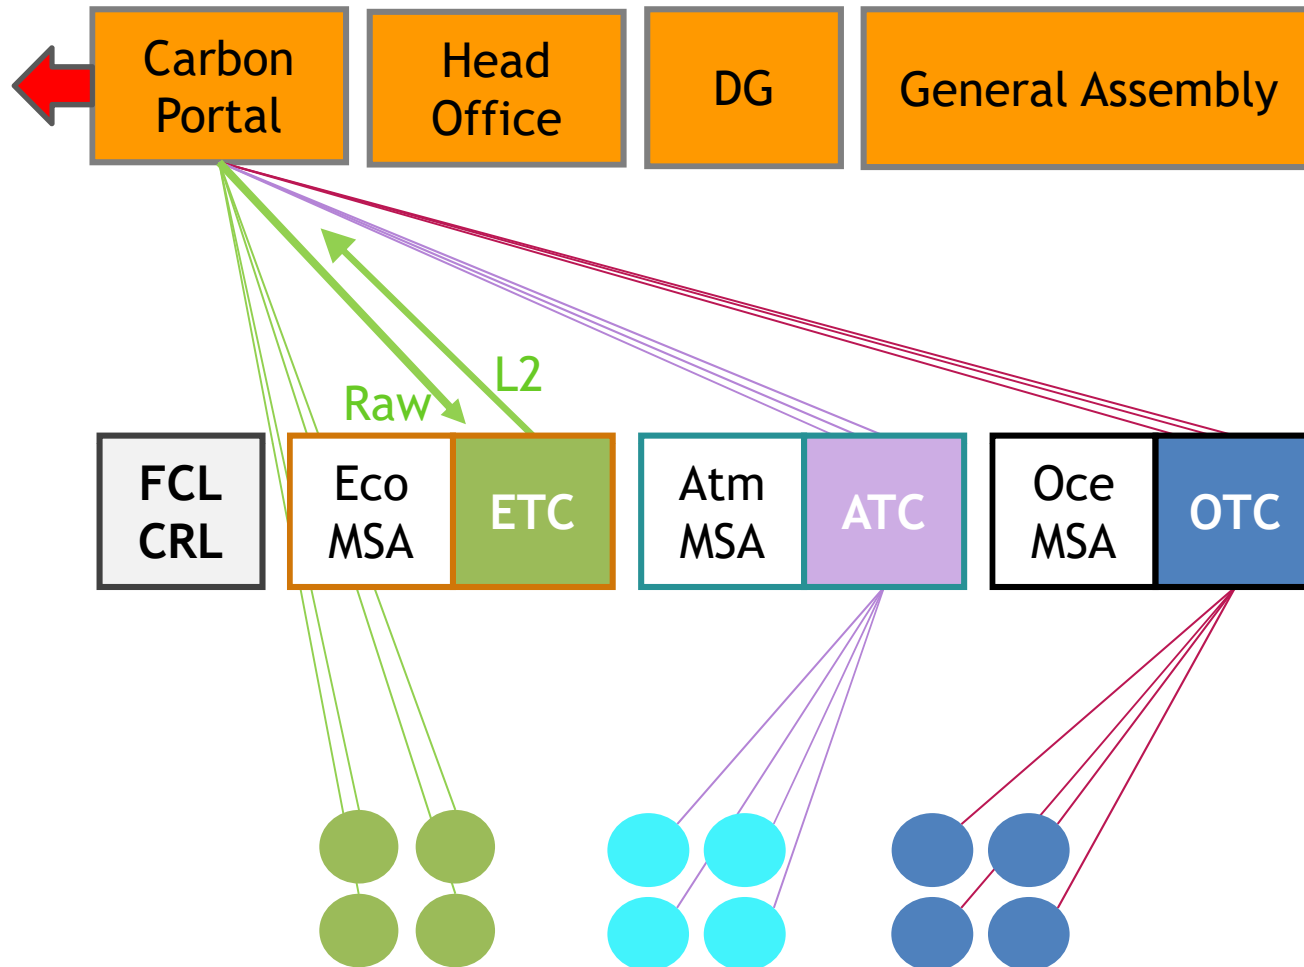 Carbon
Portal
Head
Office
DG
General Assembly
L2
Raw
FCL
CRL
Eco
MSA
ETC
Atm
MSA
ATC
Oce
MSA
OTC